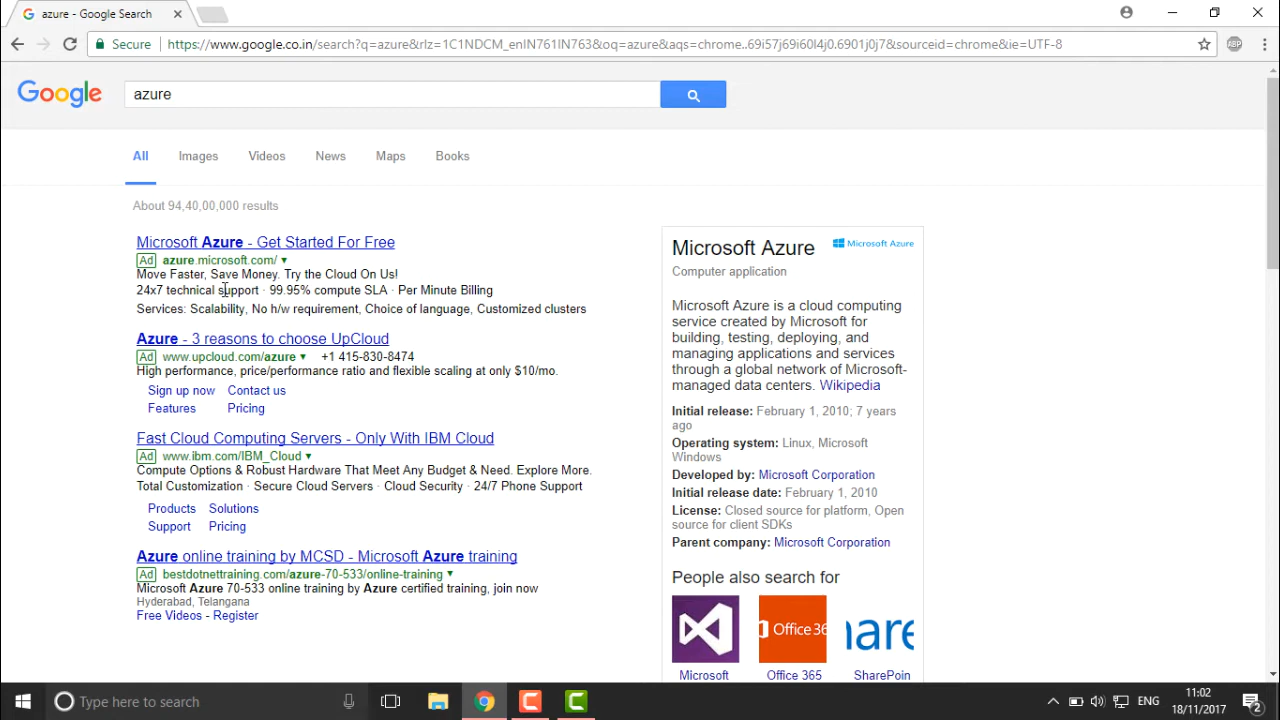 azure - Google Search
Secure https://www.google.co.in/search?q=azure&rlz=1C1NDCM_enIN761IN763&oq=azure&aqs=chrome..69i57j69i60l4j0.6901j0j7&sourceid=chrome&ie=UTF-8
ABP
Google
azure
All Images Videos News Maps Books
About 94,40,00,000 results
Microsoft Azure - Get Started For Free
Ad azure.microsoft.com/
Move Faster, Save Money. Try the Cloud On Us!
24x7 technical support · 99.95% compute SLA · Per Minute Billing
Services: Scalability, No h/w requirement, Choice of language, Customized clusters
Azure - 3 reasons to choose UpCloud
Ad www.upcloud.com/azure +1 415-830-8474
High performance, price/performance ratio and flexible scaling at only $10/mo.
Sign up now Contact us
Features Pricing
Fast Cloud Computing Servers - Only With IBM Cloud
Ad www.ibm.com/IBM_Cloud
Compute Options & Robust Hardware That Meet Any Budget & Need. Explore More.
Total Customization · Secure Cloud Servers · Cloud Security · 24/7 Phone Support
Products Solutions
Support Pricing
Azure online training by MCSD - Microsoft Azure training
Ad bestdotnettraining.com/azure-70-533/online-training
Microsoft Azure 70-533 online training by Azure certified training, join now
Hyderabad, Telangana
Free Videos - Register
Microsoft Azure
Microsoft Azure
Computer application
Microsoft Azure is a cloud computing
service created by Microsoft for
building, testing, deploying, and
managing applications and services
through a global network of Microsoft-
managed data centers. Wikipedia
Initial release: February 1, 2010; 7 years
ago
Operating system: Linux, Microsoft
Windows
Developed by: Microsoft Corporation
Initial release date: February 1, 2010
License: Closed source for platform, Open
source for client SDKs
Parent company: Microsoft Corporation
People also search for
Office 36
are
Microsoft Office 365 SharePoin
Type here to search
ENG
11:02
18/11/2017
2